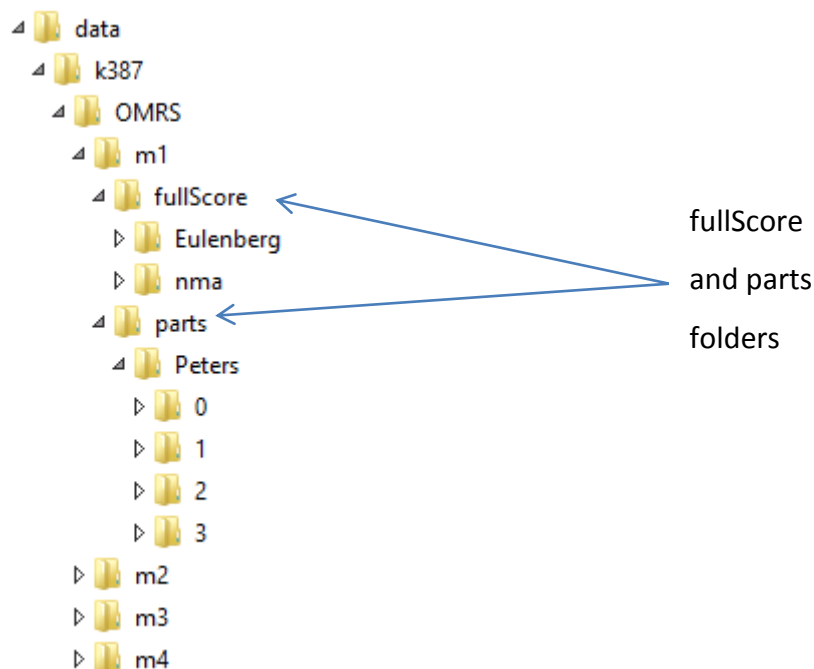 data
k387
OMRS
m1
fullScore
Eulenberg
nma
parts
Peters
0
1
2
3
m2
m3
m4
fullScore
and parts
folders